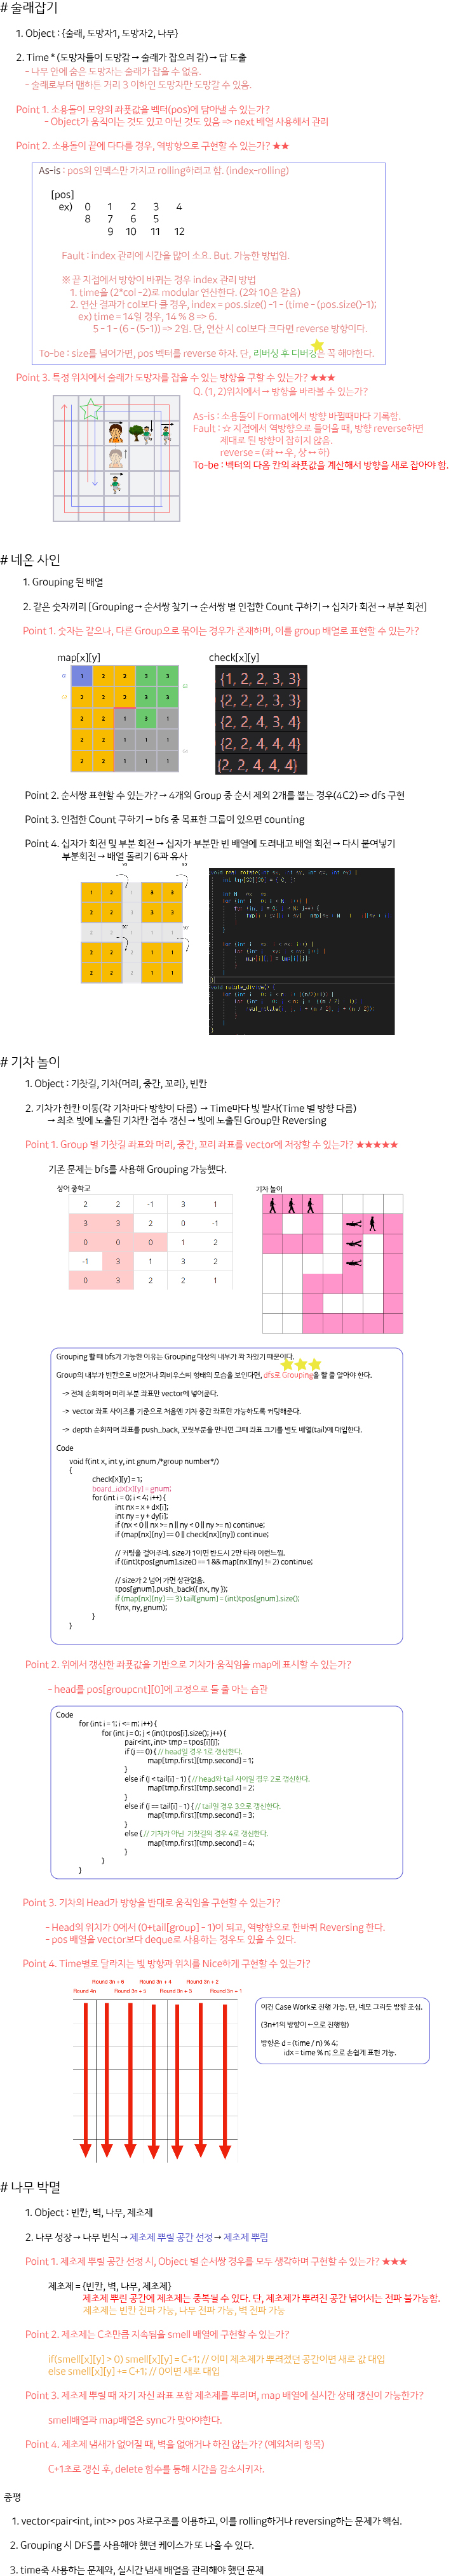 # 술래잡기
1. Object : {술래, 도망자1, 도망자2, 나무}
2. Time * (도망자들이 도망감 → 술래가 잡으러 감) → 답 도출
- 나무 안에 숨은 도망자는 술래가 잡을 수 없음.
- 술래로부터 맨하튼 거리 3 이하인 도망자만 도망갈 수 있음.
Point 1. 소용돌이 모양의 좌푯값을 벡터(pos)에 담아낼 수 있는가?
- Object가 움직이는 것도 있고 아닌 것도 있음 => next 배열 사용해서 관리
Point 2. 소용돌이 끝에 다다를 경우, 역방향으로 구현할 수 있는가? ★★
As-is : pos의 인덱스만 가지고 rolling하려고 함. (index-rolling)
[pos]
ex) 0 1 2 3 4
8 7 6 5
9 10 11 12
Fault : index 관리에 시간을 많이 소요. But. 가능한 방법임.
※ 끝 지점에서 방향이 바뀌는 경우 index 관리 방법
1. time을 (2*col -2)로 modular 연산한다. (2와 10은 같음)
2. 연산 결과가 col보다 클 경우, index = pos.size() -1 - (time - (pos.size()-1);
ex) time = 14일 경우, 14 % 8 => 6.
5 - 1 - (6 - (5-1)) => 2임. 단, 연산 시 col보다 크다면 reverse 방향이다.
To-be : size를 넘어가면, pos 벡터를 reverse 하자. 단, 리버싱 후 디버깅은 꼭 해야한다.
Point 3. 특정 위치에서 술래가 도망자를 잡을 수 있는 방향을 구할 수 있는가? ★★★
Q. (1, 2)위치에서 → 방향을 바라볼 수 있는가?
As-is : 소용돌이 Format에서 방향 바뀔때마다 기록함.
Fault : ☆ 지점에서 역방향으로 들어올 때, 방향 reverse하면
제대로 된 방향이 잡히지 않음.
reverse = (좌 ↔ 우, 상 ↔ 하)
To-be : 벡터의 다음 칸의 좌푯값을 계산해서 방향을 새로 잡아야 함.
# 네온 사인
1. Grouping 된 배열
2. 같은 숫자끼리 [Grouping → 순서쌍 찾기 → 순서쌍 별 인접한 Count 구하기 → 십자가 회전 → 부분 회전]
Point 1. 숫자는 같으나, 다른 Group으로 묶이는 경우가 존재하며, 이를 group 배열로 표현할 수 있는가?
map[x][y] check[x][y]
1 2 2 3 3
2 2 2 3 3
2 2 1 3 1
2 2 1 1 1
2 2 1 1 1
{1, 2, 2, 3, 3}
{2, 2, 2, 3, 3}
{2, 2, 4, 3, 4}
{2, 2, 4, 4, 4}
{2, 2, 4, 4, 4}
Point 2. 순서쌍 표현할 수 있는가? → 4개의 Group 중 순서 제외 2개를 뽑는 경우(4C2) => dfs 구현
Point 3. 인접한 Count 구하기 → bfs 중 목표한 그룹이 있으면 counting
Point 4. 십자가 회전 및 부분 회전 → 십자가 부분만 빈 배열에 도려내고 배열 회전 → 다시 붙여넣기
부분회전 → 배열 돌리기 6과 유사
1 2 2 3 3
2 2 1 3 3
2 2 1 1 1
2 2 1 1 1
# 기차 놀이
1. Object : 기찻길, 기차{머리, 중간, 꼬리}, 빈칸
2. 기차가 한칸 이동(각 기차마다 방향이 다름) → Time마다 빛 발사(Time 별 방향 다름)
→ 최초 빛에 노출된 기차칸 점수 갱신 → 빛에 노출된 Group만 Reversing
Point 1. Group 별 기찻길 좌표와 머리, 중간, 꼬리 좌표를 vector에 저장할 수 있는가? ★★★★★
기존 문제는 bfs를 사용해 Grouping 가능했다.
상어 중학교 기차 놀이
2 2 -1 3 1
3 3 2 0 -1
0 0 0 1 2
-1 3 1 3 2
0 3 2 2 1
Grouping 할 때 bfs가 가능한 이유는 Grouping 대상의 내부가 꽉 차있기 때문이다.
Group의 내부가 빈칸으로 비었거나 뫼비우스띠 형태의 모습을 보인다면, dfs로 Grouping을 할 줄 알아야 한다.
-> 전체 순회하며 머리 부분 좌표만 vector에 넣어준다.
-> vector 좌표 사이즈를 기준으로 처음엔 기차 중간 좌표만 가능하도록 커팅해준다.
-> depth 순회하며 좌표를 push_back, 꼬릿부분을 만나면 그때 좌표 크기를 별도 배열(tail)에 대입한다.
Code
void f(int x, int y, int gnum /*group number*/)
{
check[x][y] = 1;
board_idx[x][y] = gnum;
for (int i = 0; i < 4; i++) {
int nx = x + dx[i];
int ny = y + dy[i];
if (nx < 0 || nx >= n || ny < 0 || ny >= n) continue;
if (map[nx][ny] == 0 || check[nx][ny]) continue;
// 커팅을 걸어주네. size가 1이면 반드시 2만 타라 이런느낌.
if ((int)tpos[gnum].size() == 1 && map[nx][ny] != 2) continue;
// size가 2 넘어 가면 상관없음.
tpos[gnum].push_back({ nx, ny });
if (map[nx][ny] == 3) tail[gnum] = (int)tpos[gnum].size();
f(nx, ny, gnum);
}
}
Point 2. 위에서 갱신한 좌푯값을 기반으로 기차가 움직임을 map에 표시할 수 있는가?
- head를 pos[groupcnt][0]에 고정으로 둘 줄 아는 습관
Code
for (int i = 1; i <= m; i++) {
for (int j = 0; j < (int)tpos[i].size(); j++) {
pair<int, int> tmp = tpos[i][j];
if (j == 0) { // head일 경우 1로 갱신한다.
map[tmp.first][tmp.second] = 1;
}
else if (j < tail[i] - 1) { // head와 tail 사이일 경우 2로 갱신한다.
map[tmp.first][tmp.second] = 2;
}
else if (j == tail[i] - 1) { // tail일 경우 3으로 갱신한다.
map[tmp.first][tmp.second] = 3;
}
else { // 기차가 아닌 기찻길의 경우 4로 갱신한다.
map[tmp.first][tmp.second] = 4;
}
}
}
Point 3. 기차의 Head가 방향을 반대로 움직임을 구현할 수 있는가?
- Head의 위치가 0에서 (0+tail[group] - 1)이 되고, 역방향으로 한바퀴 Reversing 한다.
- pos 배열을 vector보다 deque로 사용하는 경우도 있을 수 있다.
Point 4. Time별로 달라지는 빛 방향과 위치를 Nice하게 구현할 수 있는가?
Round 3n + 6 Round 3n + 4 Round 3n + 2
Round 4n Round 3n + 5 Round 3n + 3 Round 3n + 1
이건 Case Work로 진행 가능. 단, 네모 그리듯 방향 조심.
(3n+1의 방향이 ←으로 진행함)
방향은 d = (time / n) % 4;
idx = time % n; 으로 손쉽게 표현 가능.
# 나무 박멸
1. Object : 빈칸, 벽, 나무, 제초제
2. 나무 성장 → 나무 번식 → 제초제 뿌릴 공간 선정 → 제초제 뿌림
Point 1. 제초제 뿌릴 공간 선정 시, Object 별 순서쌍 경우를 모두 생각하며 구현할 수 있는가? ★★★
제초제 = {빈칸, 벽, 나무, 제초제}
제초제 뿌린 공간에 제초제는 중복될 수 있다. 단, 제초제가 뿌려진 공간 넘어서는 전파 불가능함.
제초제는 빈칸 전파 가능, 나무 전파 가능, 벽 전파 가능
Point 2. 제초제는 C초만큼 지속됨을 smell 배열에 구현할 수 있는가?
if(smell[x][y] > 0) smell[x][y] = C+1; // 이미 제초제가 뿌려졌던 공간이면 새로 값 대입
else smell[x][y] += C+1; // 0이면 새로 대입
Point 3. 제초제 뿌릴 때 자기 자신 좌표 포함 제초제를 뿌리며, map 배열에 실시간 상태 갱신이 가능한가?
smell배열과 map배열은 sync가 맞아야한다.
Point 4. 제초제 냄새가 없어질 때, 벽을 없애거나 하진 않는가? (예외처리 항목)
C+1초로 갱신 후, delete 함수를 통해 시간을 감소시키자.
총평
1. vector<pair<int, int>> pos 자료구조를 이용하고, 이를 rolling하거나 reversing하는 문제가 핵심.
2. Grouping 시 DFS를 사용해야 했던 케이스가 또 나올 수 있다.
3. time축 사용하는 문제와, 실시간 냄새 배열을 관리해야 했던 문제